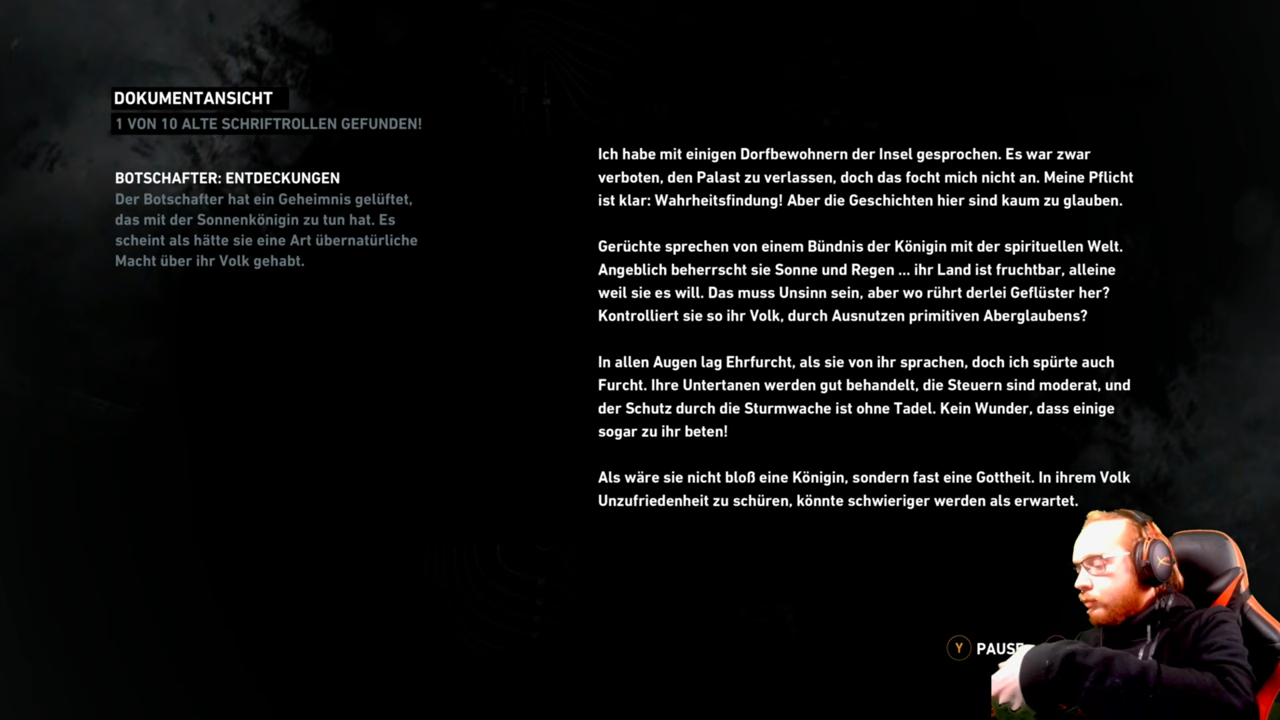 DOKUMENTANSICHT
1 VON 10 ALTE SCHRIFTROLLEN GEFUNDEN!
BOTSCHAFTER: ENTDECKUNGEN
Der Botschafter hat ein Geheimnis gelüftet,
das mit der Sonnenkönigin zu tun hat. Es
scheint als hätte sie eine Art übernatürliche
Macht über ihr Volk gehabt.
Ich habe mit einigen Dorfbewohnern der Insel gesprochen. Es war zwar
verboten, den Palast zu verlassen, doch das focht mich nicht an. Meine Pflicht
ist klar: Wahrheitsfindung! Aber die Geschichten hier sind kaum zu glauben.
Gerüchte sprechen von einem Bündnis der Königin mit der spirituellen Welt.
Angeblich beherrscht sie Sonne und Regen ... ihr Land ist fruchtbar, alleine
weil sie es will. Das muss Unsinn sein, aber wo rührt derlei Geflüster her?
Kontrolliert sie so ihr Volk, durch Ausnutzen primitiven Aberglaubens?
In allen Augen lag Ehrfurcht, als sie von ihr sprachen, doch ich spürte auch
Furcht. Ihre Untertanen werden gut behandelt, die Steuern sind moderat, und
der Schutz durch die Sturmwache ist ohne Tadel. Kein Wunder, dass einige
sogar zu ihr beten!
Als wäre sie nicht bloß eine Königin, sondern fast eine Gottheit. In ihrem Volk
Unzufriedenheit zu schüren, könnte schwieriger werden als erwartet.
Y PAUSE